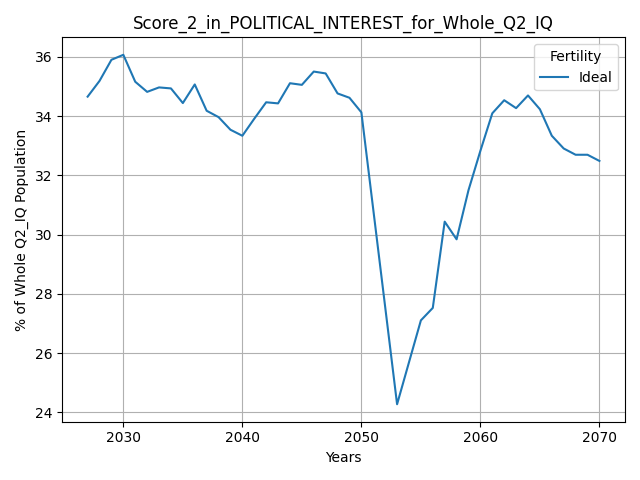 Score_2_in_POLITICAL_INTEREST_for_Whole_Q2_IQ
Fertility
Ideal
% of Whole Q2_IQ Population
36
34
32
30
28
26
24
2030
2040
2050
2060
2070
Years